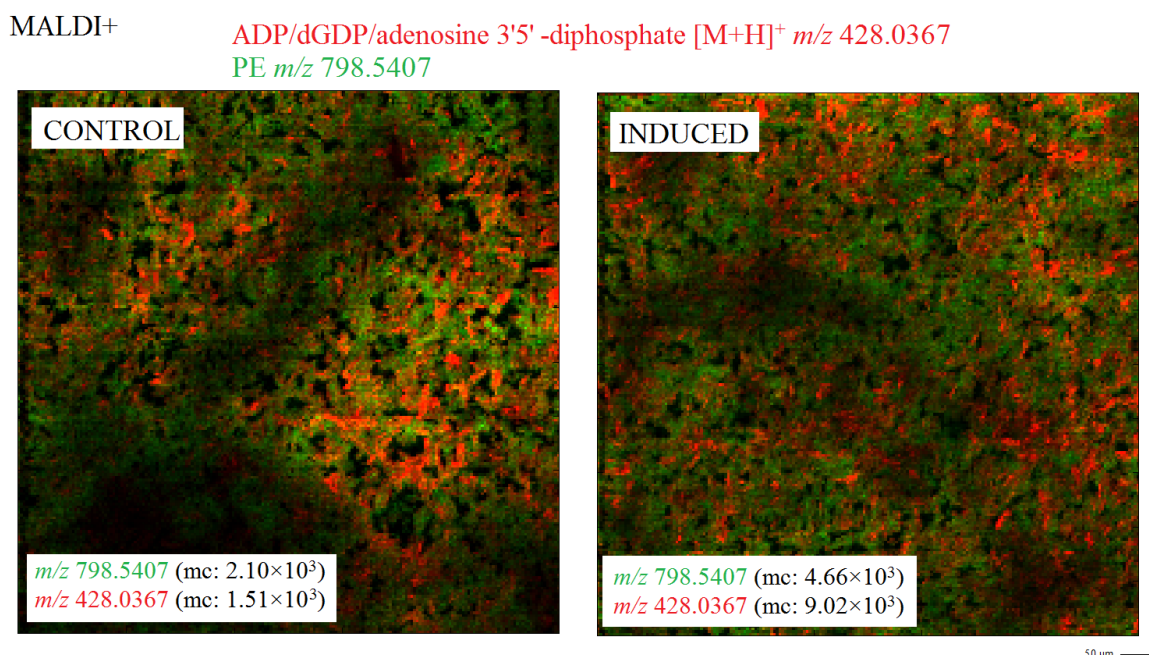 MALDI+
ADP/dGDP/adenosine 3'5' -diphosphate [M+H]⁺ m/z 428.0367
PE m/z 798.5407
CONTROL
INDUCED
m/z 798.5407 (mc: 2.10×10³)
m/z 428.0367 (mc: 1.51×10³)
m/z 798.5407 (mc: 4.66×10³)
m/z 428.0367 (mc: 9.02×10³)
50 µm